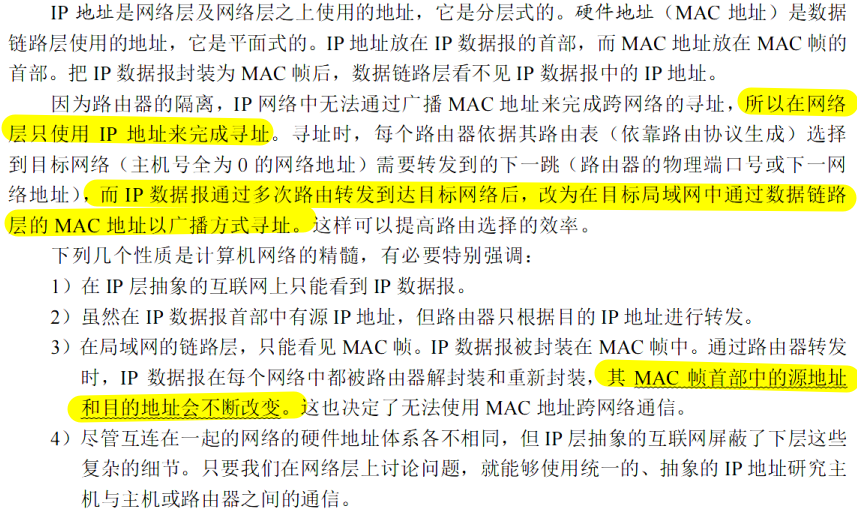 IP 地址是网络层及网络层之上使用的地址，它是分层式的。硬件地址（MAC 地址）是数据
链路层使用的地址，它是平面式的。IP 地址放在 IP 数据报的首部，而 MAC 地址放在 MAC 帧的
首部。把 IP 数据报封装为 MAC 帧后，数据链路层看不见 IP 数据报中的 IP 地址。
因为路由器的隔离，IP 网络中无法通过广播 MAC 地址来完成跨网络的寻址，所以在网络
层只使用 IP 地址来完成寻址。寻址时，每个路由器依据其路由表（依靠路由协议生成）选择
到目标网络（主机号全为 0 的网络地址）需要转发到的下一跳（路由器的物理端口号或下一网
络地址），而 IP 数据报通过多次路由转发到达目标网络后，改为在目标局域网中通过数据链路
层的 MAC 地址以广播方式寻址。这样可以提高路由选择的效率。
下列几个性质是计算机网络的精髓，有必要特别强调：
1）在 IP 层抽象的互联网上只能看到 IP 数据报。
2）虽然在 IP 数据报首部中有源 IP 地址，但路由器只根据目的 IP 地址进行转发。
3）在局域网的链路层，只能看见 MAC 帧。IP 数据报被封装在 MAC 帧中。通过路由器转发
时，IP 数据报在每个网络中都被路由器解封装和重新封装，其 MAC 帧首部中的源地址
和目的地址会不断改变。这也决定了无法使用 MAC 地址跨网络通信。
4）尽管互连在一起的网络的硬件地址体系各不相同，但 IP 层抽象的互联网屏蔽了下层这些
复杂的细节。只要我们在网络层上讨论问题，就能够使用统一的、抽象的 IP 地址研究主
机与主机或路由器之间的通信。